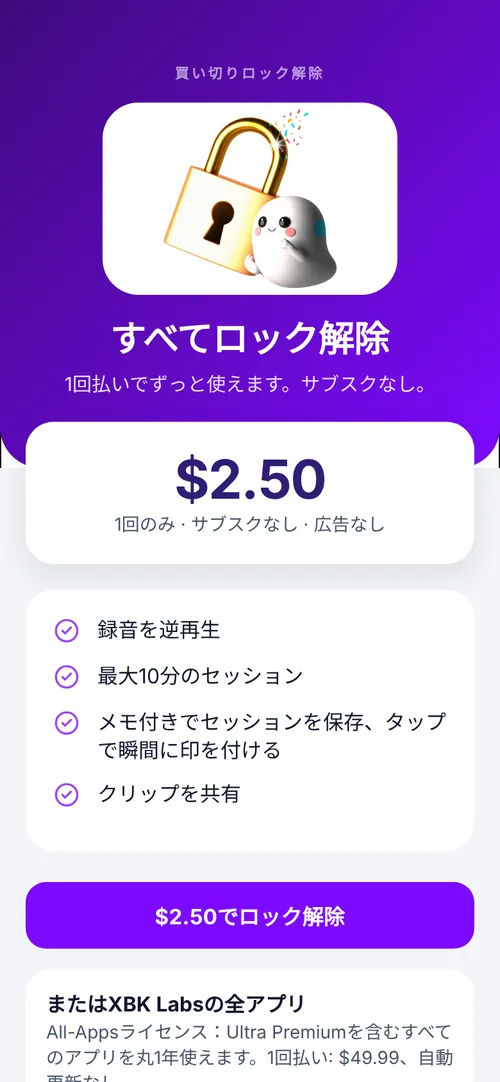 買い切りロック解除
すべてロック解除
1回払いでずっと使えます。サブスクなし。
$2.50
1回のみ · サブスクなし · 広告なし
録音を逆再生
最大10分のセッション
メモ付きでセッションを保存、タップ
で瞬間に印を付ける
クリップを共有
$2.50でロック解除
またはXBK Labsの全アプリ
All-Appsライセンス：Ultra Premiumを含むすべて
のアプリを丸1年使えます。1回払い: $49.99、自動
更新なし